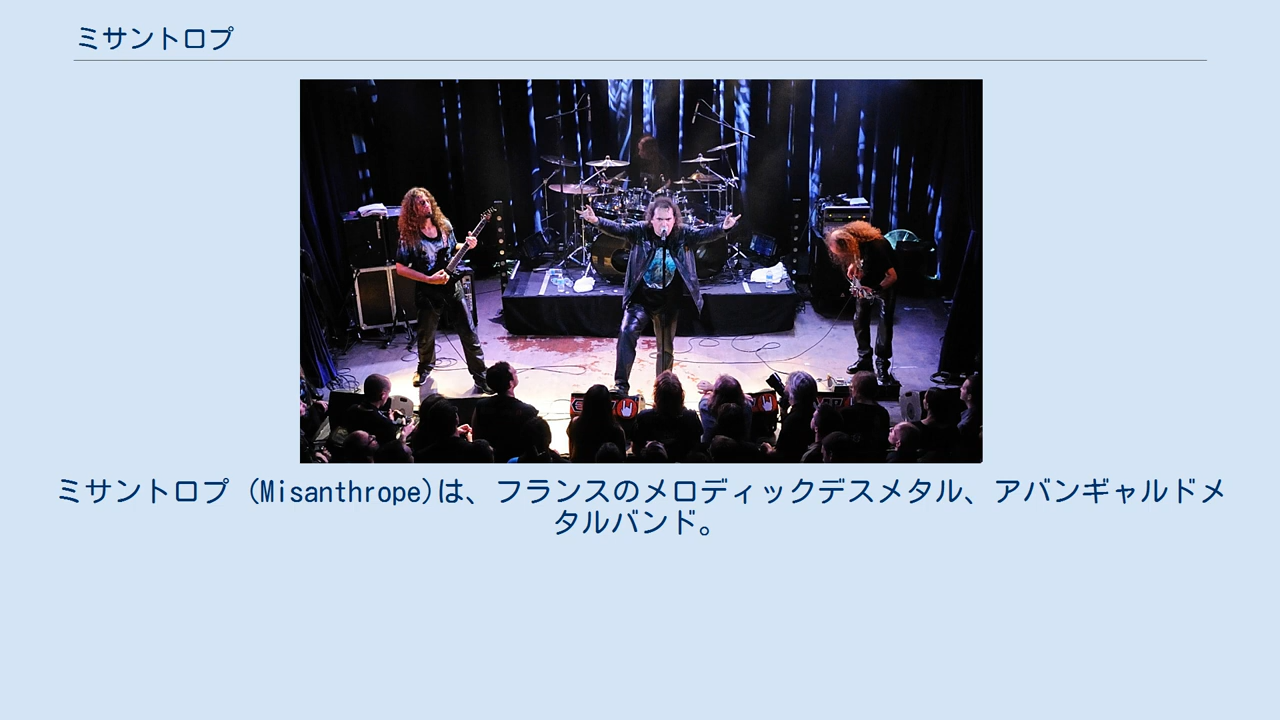 ミサントロプ
ミサントロプ (Misanthrope)は、フランスのメロディックデスメタル、アバンギャルドメ
タルバンド。